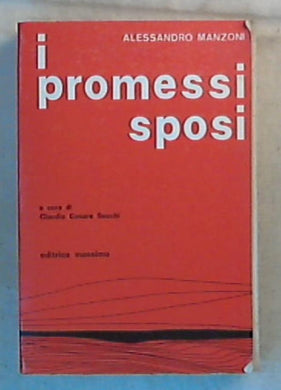 ALESSANDRO MANZONI
i
promessi
sposi
a cura di
Claudio Cesare Secchi
editrice massimo